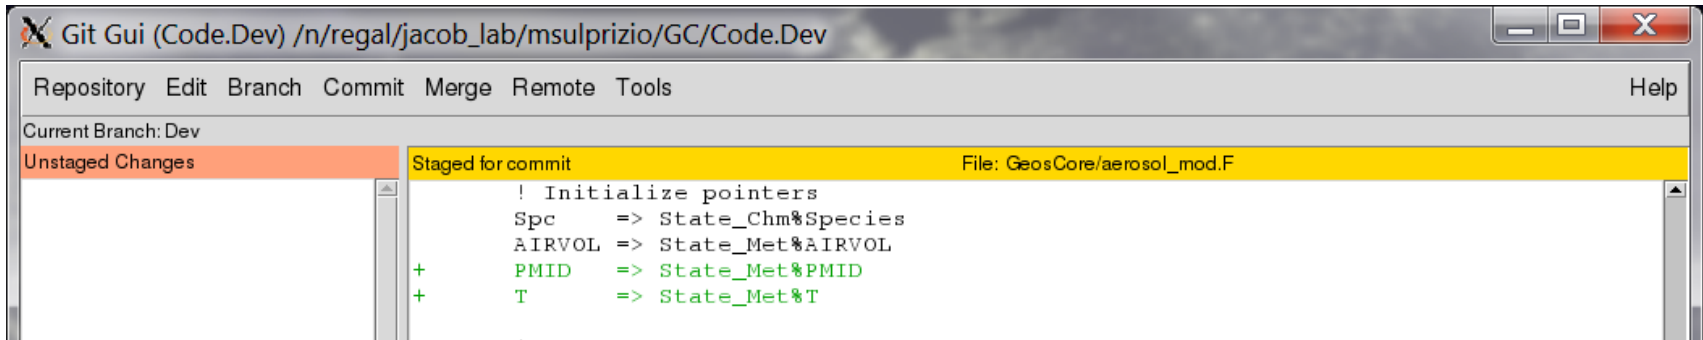 Git Gui (Code.Dev) /n/regal/jacob_lab/msulprizio/GC/Code.Dev
Repository Edit Branch Commit Merge Remote Tools Help
Current Branch: Dev
Unstaged Changes
Staged for commit File: GeosCore/aerosol_mod.F
! Initialize pointers
Spc => State_Chm%Species
AIRVOL => State_Met%AIRVOL
+ PMID => State_Met%PMID
+ T => State_Met%T